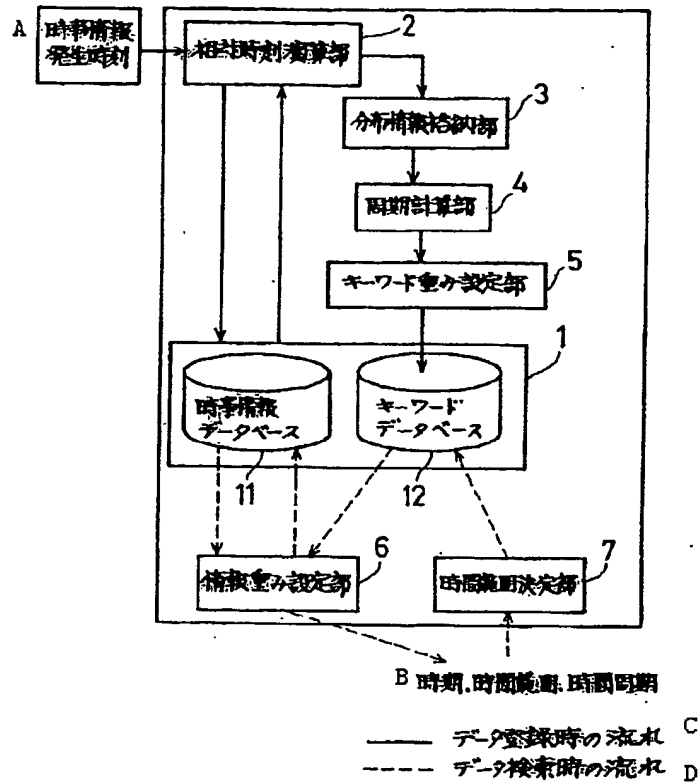 A
時事情報
発生時刻
相対時刻演算部
2
分布情報格納部
3
周期計算部
4
キーワード重み設定部
5
1
時事情報
データベース
11
キーワード
データベース
12
情報重み設定部
6
時間範囲決定部
7
B 時期、時間範囲、時間周期
データ登録時の流れ C
データ検索時の流れ D